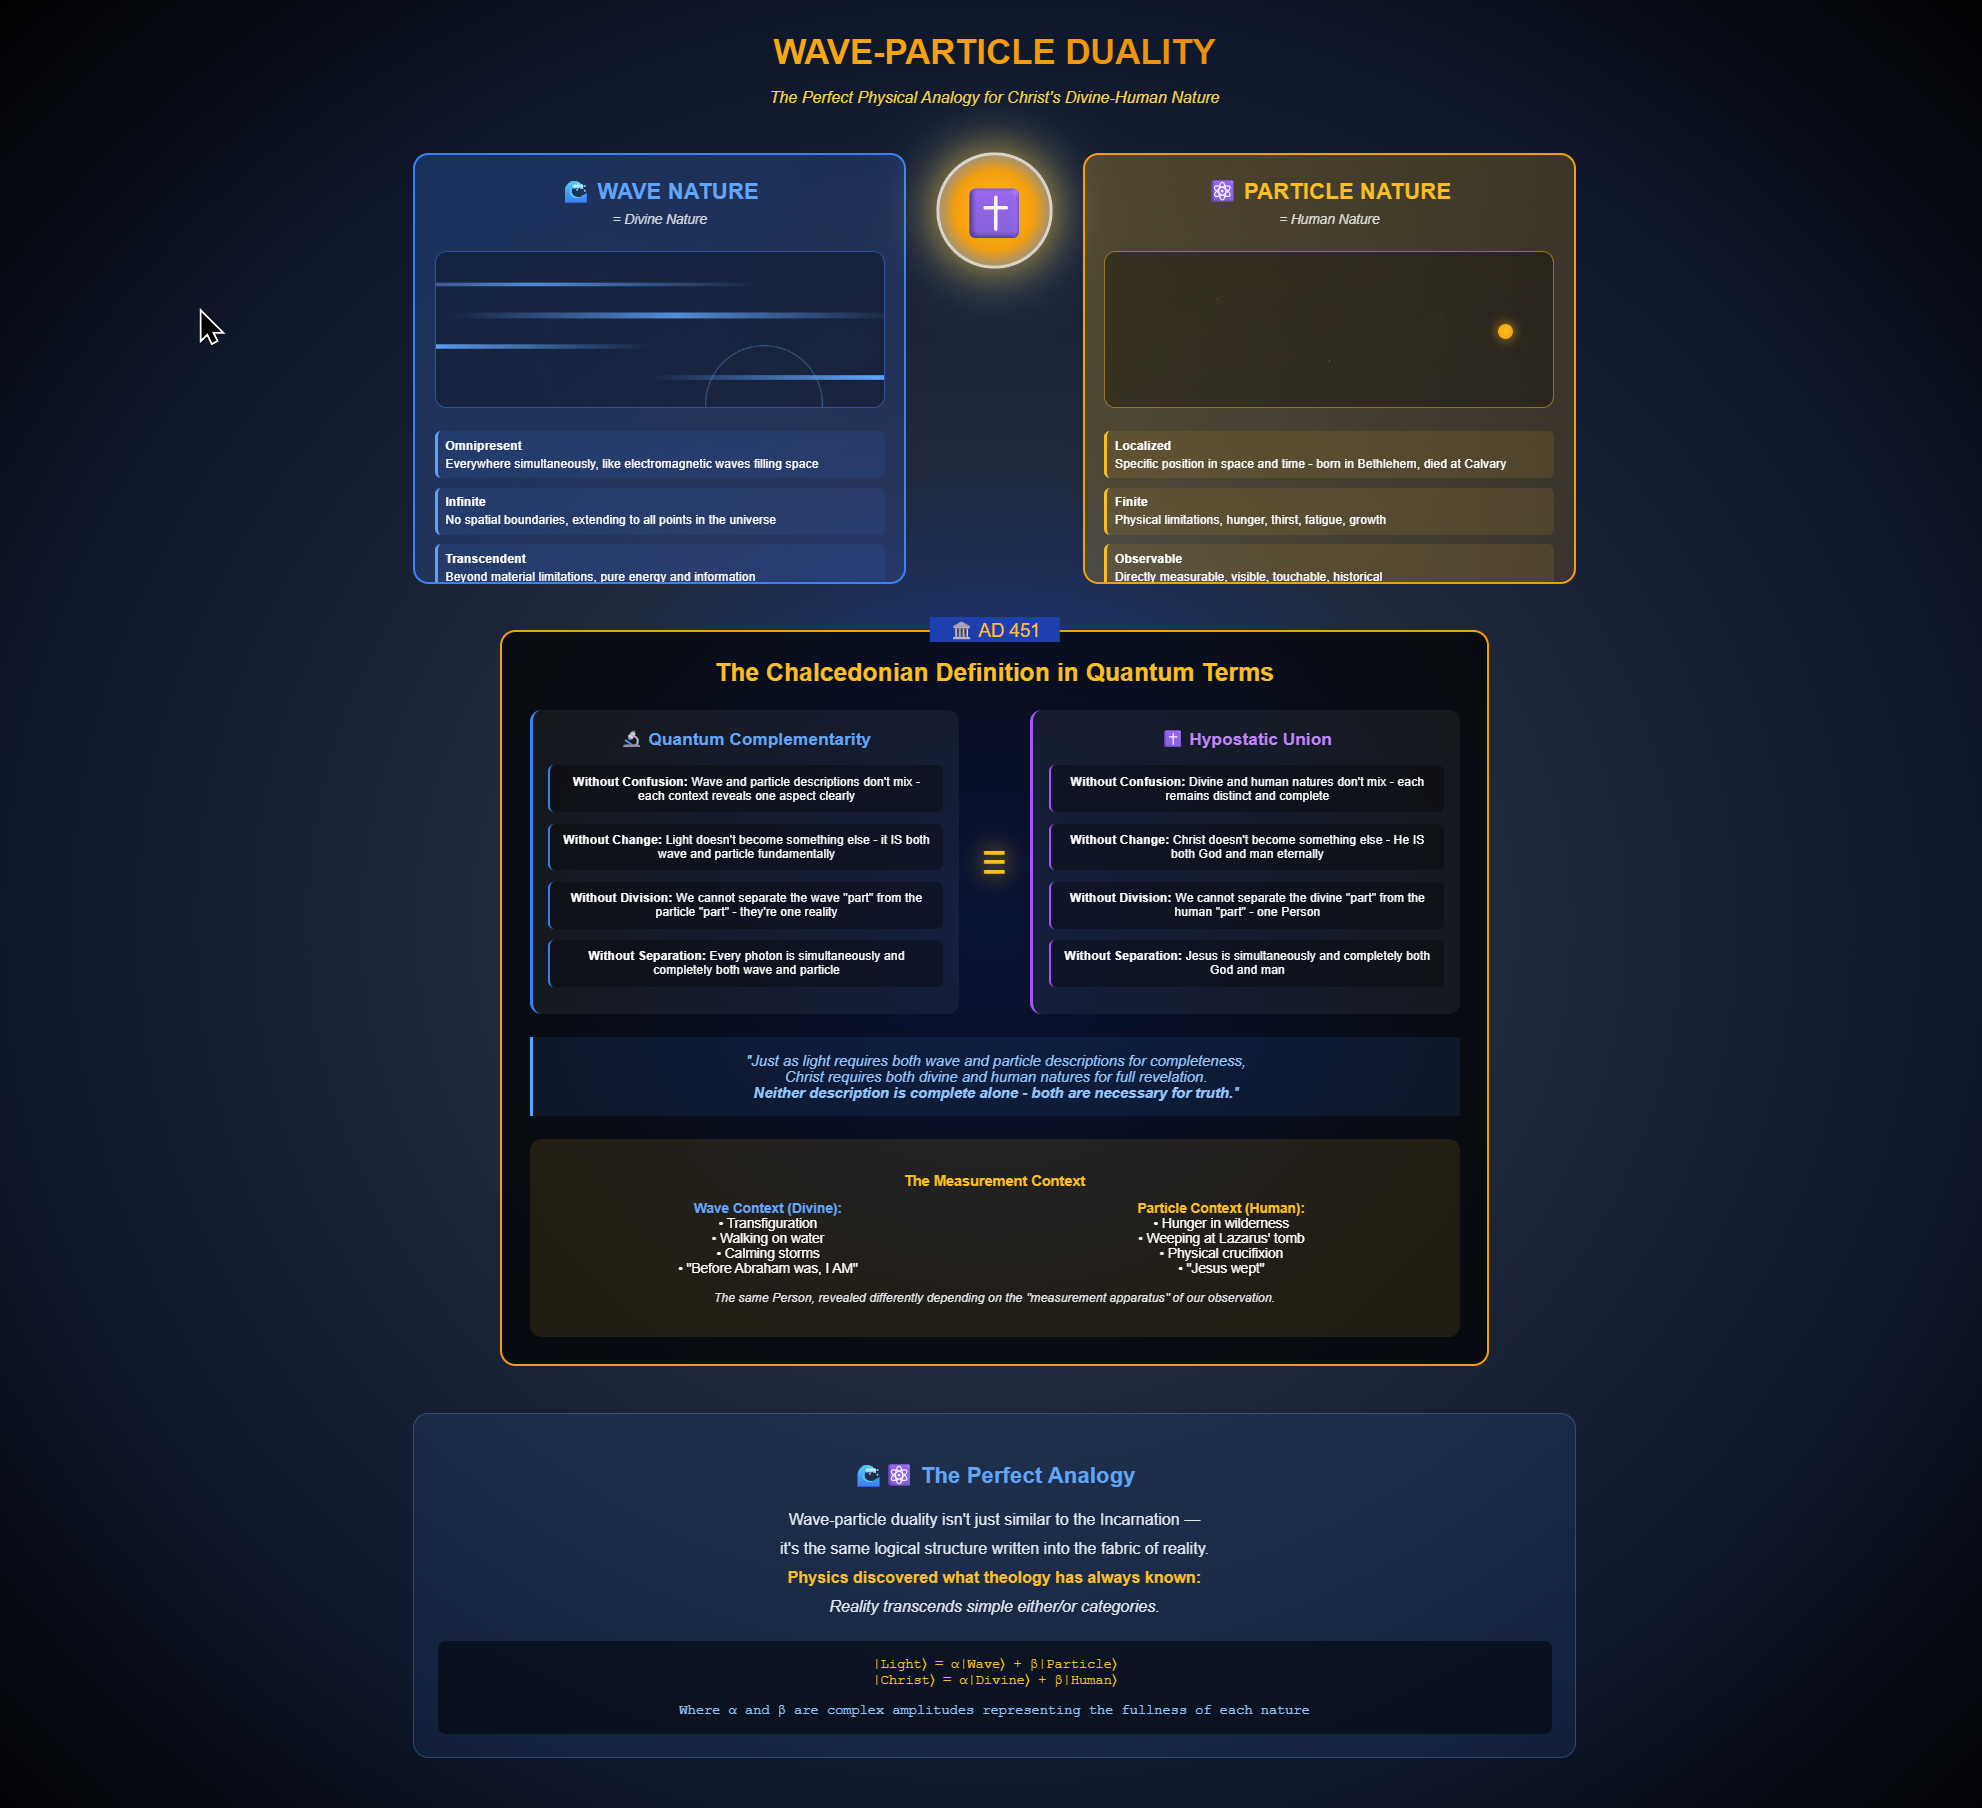 WAVE-PARTICLE DUALITY
The Perfect Physical Analogy for Christ's Divine-Human Nature
WAVE NATURE
= Divine Nature
Omnipresent
Everywhere simultaneously, like electromagnetic waves filling space
Infinite
No spatial boundaries, extending to all points in the universe
Transcendent
Beyond material limitations, pure energy and information
PARTICLE NATURE
= Human Nature
Localized
Specific position in space and time - born in Bethlehem, died at Calvary
Finite
Physical limitations, hunger, thirst, fatigue, growth
Observable
Directly measurable, visible, touchable, historical
AD 451
The Chalcedonian Definition in Quantum Terms
Quantum Complementarity
Without Confusion: Wave and particle descriptions don't mix -
each context reveals one aspect clearly
Without Change: Light doesn't become something else - it IS both
wave and particle fundamentally
Without Division: We cannot separate the wave "part" from the
particle "part" - they're one reality
Without Separation: Every photon is simultaneously and
completely both wave and particle
≡
Hypostatic Union
Without Confusion: Divine and human natures don't mix - each
remains distinct and complete
Without Change: Christ doesn't become something else - He IS
both God and man eternally
Without Division: We cannot separate the divine "part" from the
human "part" - one Person
Without Separation: Jesus is simultaneously and completely both
God and man
"Just as light requires both wave and particle descriptions for completeness,
Christ requires both divine and human natures for full revelation.
Neither description is complete alone - both are necessary for truth."
The Measurement Context
Wave Context (Divine):
• Transfiguration
• Walking on water
• Calming storms
• "Before Abraham was, I AM"
Particle Context (Human):
• Hunger in wilderness
• Weeping at Lazarus' tomb
• Physical crucifixion
• "Jesus wept"
The same Person, revealed differently depending on the "measurement apparatus" of our observation.
The Perfect Analogy
Wave-particle duality isn't just similar to the Incarnation —
it's the same logical structure written into the fabric of reality.
Physics discovered what theology has always known:
Reality transcends simple either/or categories.
|Light⟩ = α|Wave⟩ + β|Particle⟩
|Christ⟩ = α|Divine⟩ + β|Human⟩
Where α and β are complex amplitudes representing the fullness of each nature